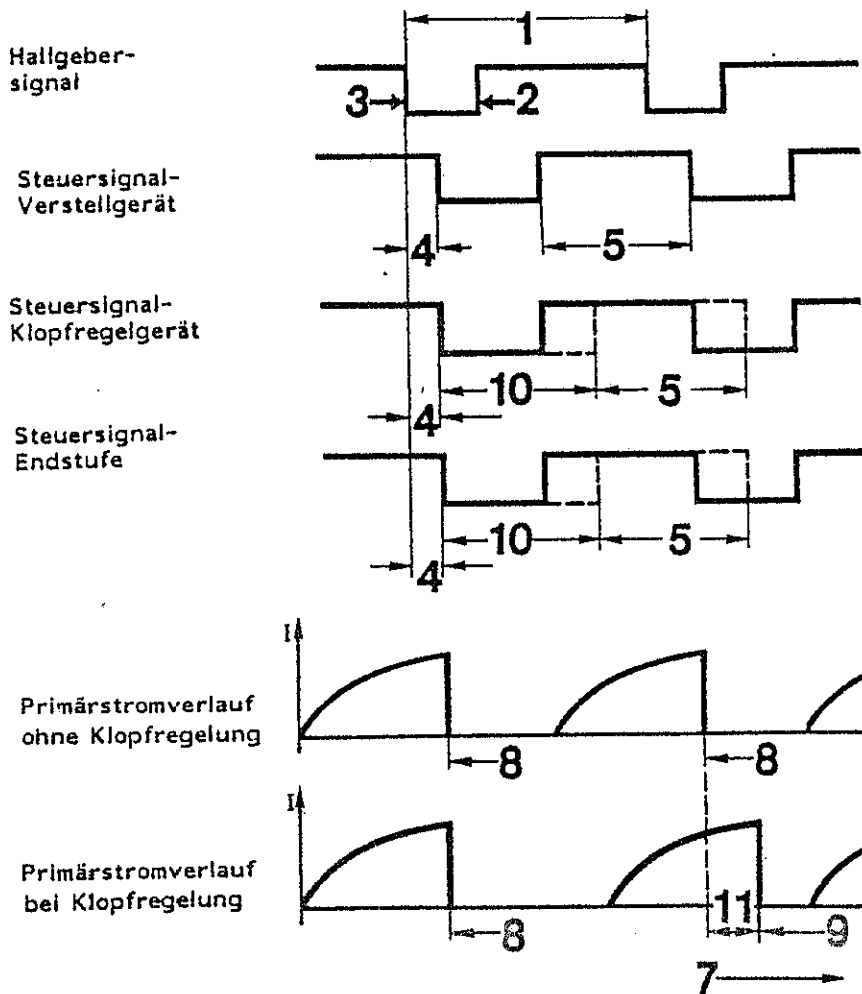 1
Hallgeber-
signal
3
2
Steuersignal-
Verstellgerät
4
5
Steuersignal-
Klopfregelgerät
10
5
4
Steuersignal-
Endstufe
10
5
4
I
Primärstromverlauf
ohne Klopfregelung
8
8
I
Primärstromverlauf
bei Klopfregelung
11
8
9
7